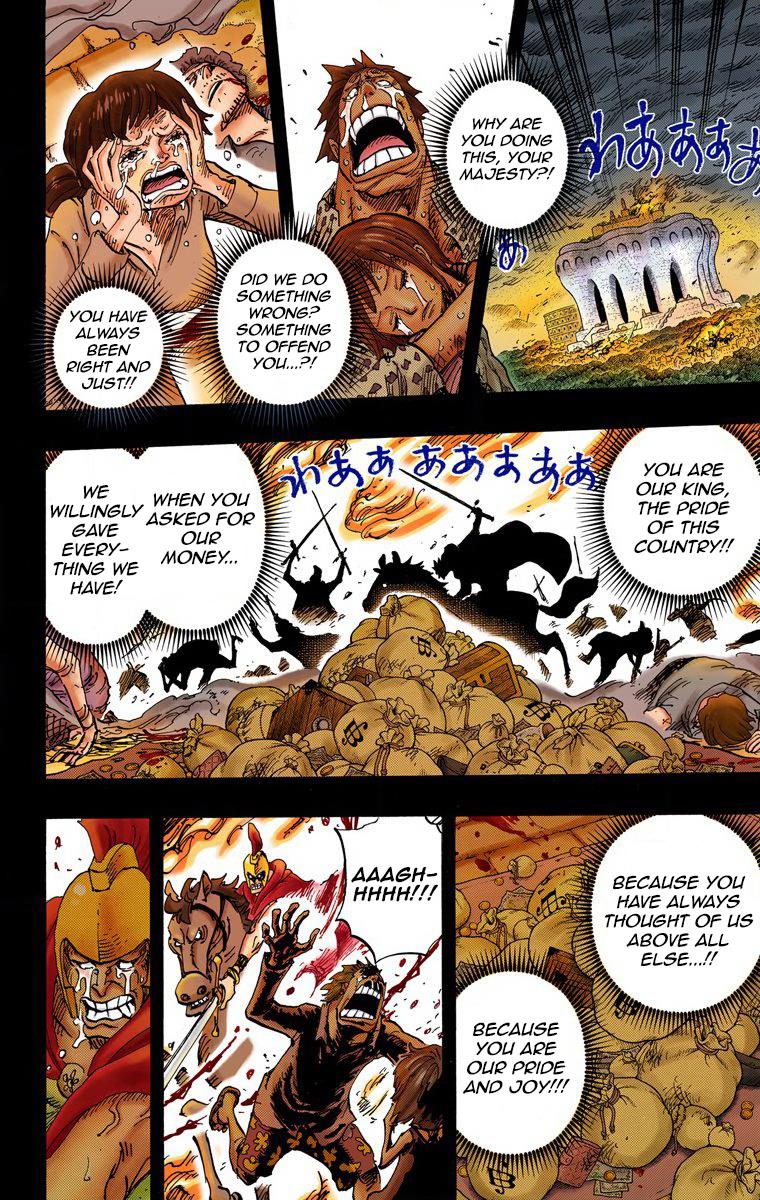 わあああぁ
あ
WHY ARE
YOU DOING
THIS, YOUR
MAJESTY?!
DID WE DO
SOMETHING
WRONG?
SOMETHING
TO OFFEND
YOU...?!
YOU HAVE
ALWAYS
BEEN
RIGHT AND
JUST!!
YOU ARE
OUR KING,
THE PRIDE
OF THIS
COUNTRY!!
わああああああああ
WHEN YOU
ASKED FOR
OUR
MONEY...
WE
WILLINGLY
GAVE
EVERY-
THING WE
HAVE!
BECAUSE YOU
HAVE ALWAYS
THOUGHT OF US
ABOVE ALL
ELSE...!!
BECAUSE
YOU ARE
OUR PRIDE
AND JOY!!!
AAAGH-
HHHH!!!